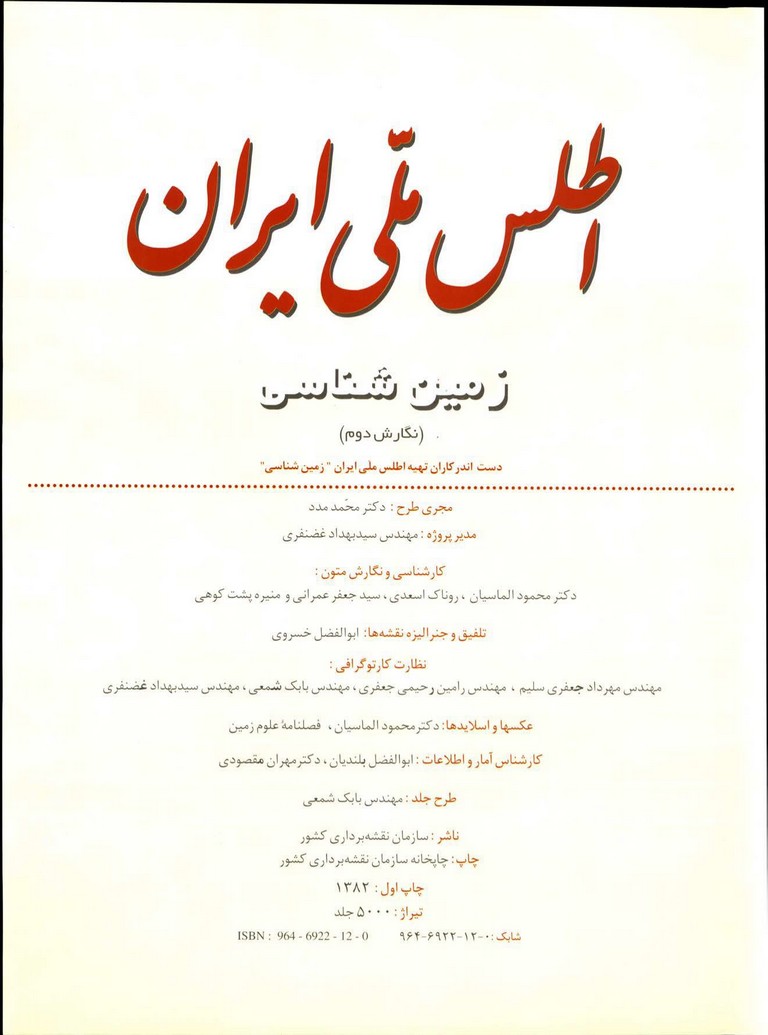 اطلس ملّی ایران
زمین شناسی
(نگارش دوم)
دست اندرکاران تهیه اطلس ملّی ایران "زمین شناسی"
مجری طرح : دکتر محمّد مدد
مدیر پروژه : مهندس سیدبهداد غضنفری
کارشناسی و نگارش متون :
دکتر محمود الماسیان ، روناک اسعدی ، سید جعفر عمرانی و منیره پشت کوهی
تلفیق و جنرالیزه نقشه‌ها: ابوالفضل خسروی
نظارت کارتوگرافی :
مهندس مهرداد جعفری سلیم ، مهندس رامین رحیمی جعفری ، مهندس بابک شمعی ، مهندس سیدبهداد غضنفری
عکسها و اسلایدها: دکترمحمود الماسیان ، فصلنامهٔ علوم زمین
کارشناس آمار و اطلاعات : ابوالفضل بلندیان ، دکترمهران مقصودی
طرح جلد : مهندس بابک شمعی
ناشر : سازمان نقشه‌برداری کشور
چاپ: چاپخانه سازمان نقشه‌برداری کشور
چاپ اول : ۱۳۸۲
تیراژ : ۵۰۰۰ جلد
شابک : ۹۶۴-۶۹۲۲-۱۲-۰ ISBN : 964 - 6922 - 12 - 0